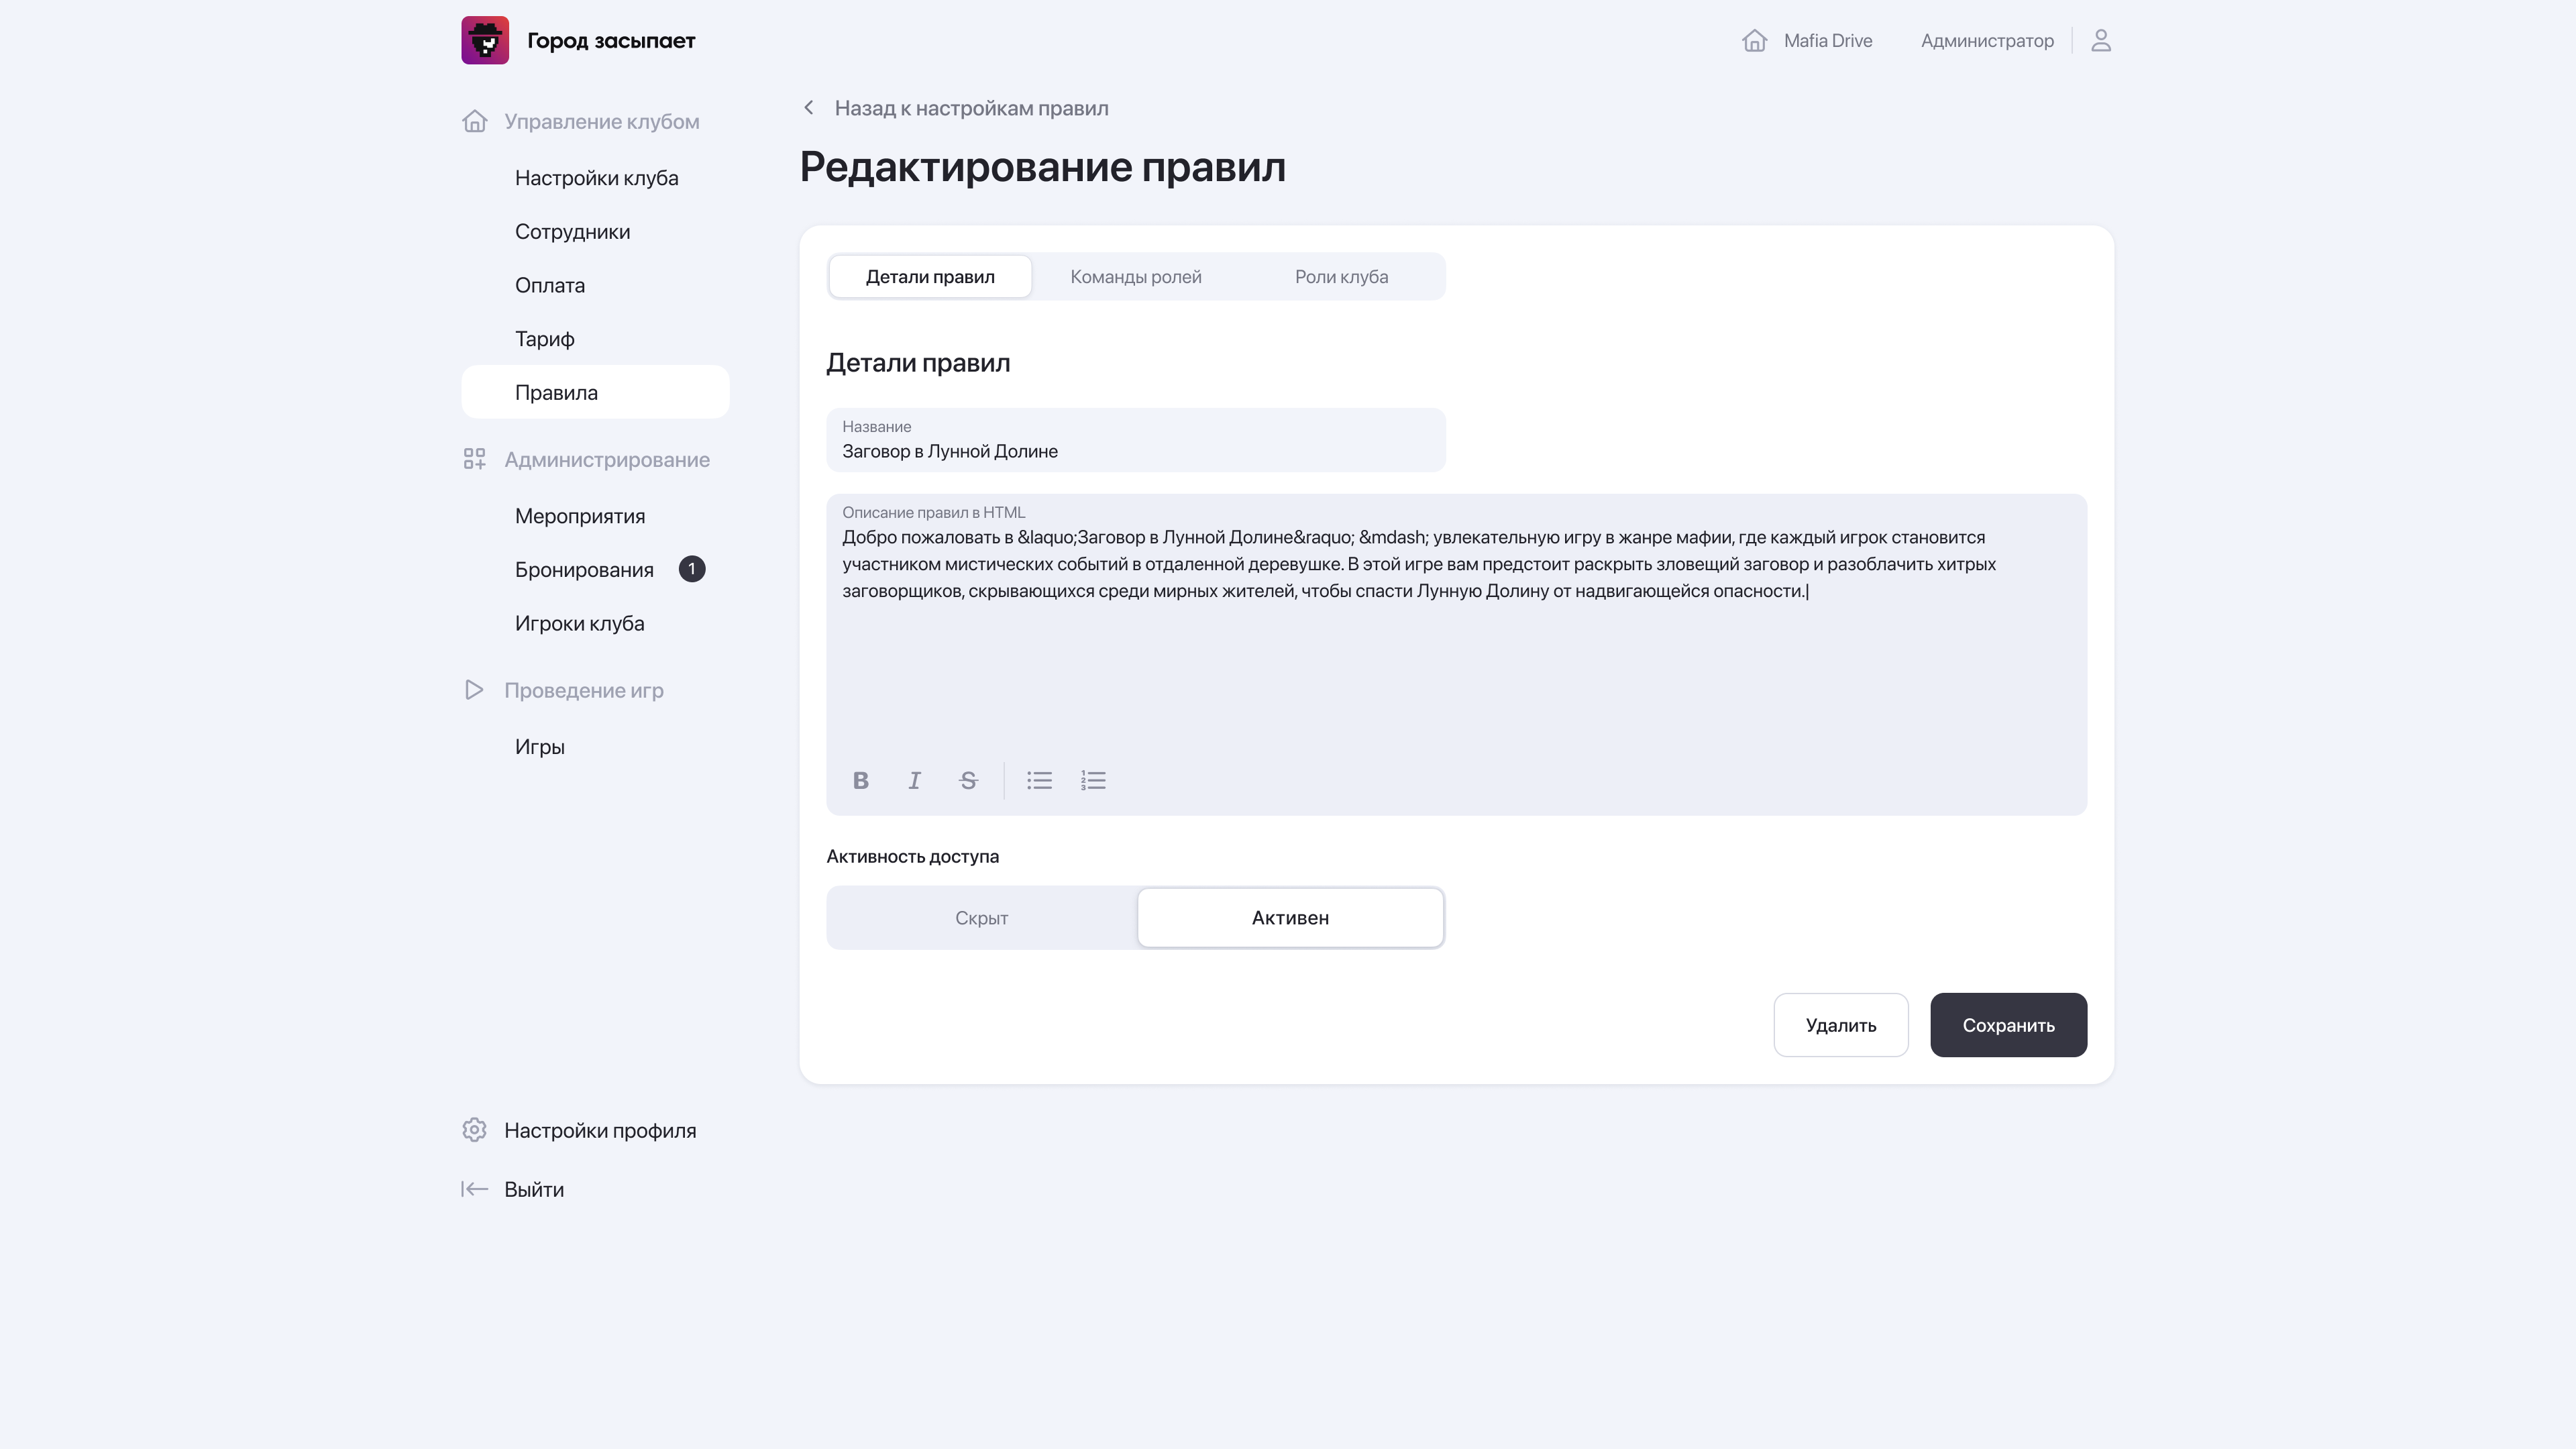 Город засыпает
Mafia Drive
Администратор
Управление клубом
Настройки клуба
Сотрудники
Оплата
Тариф
Правила
Администрирование
Мероприятия
Бронирования 1
Игроки клуба
Проведение игр
Игры
Настройки профиля
Выйти
Назад к настройкам правил
Редактирование правил
Детали правил
Команды ролей
Роли клуба
Детали правил
Название
Заговор в Лунной Долине
Описание правил в HTML
Добро пожаловать в &laquo;Заговор в Лунной Долине&raquo; &mdash; увлекательную игру в жанре мафии, где каждый игрок становится
участником мистических событий в отдаленной деревушке. В этой игре вам предстоит раскрыть зловещий заговор и разоблачить хитрых
заговорщиков, скрывающихся среди мирных жителей, чтобы спасти Лунную Долину от надвигающейся опасности.|
B I S
Активность доступа
Скрыт
Активен
Удалить
Сохранить